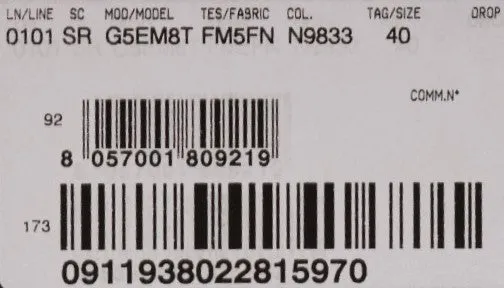 LN/LINE SC MOD/MODEL TES/FABRIC COL. TAG/SIZE DROP
0101 SR G5EM8T FM5FN N9833 40
COMM.N°
92
8 057001 809219
173
0911938022815970